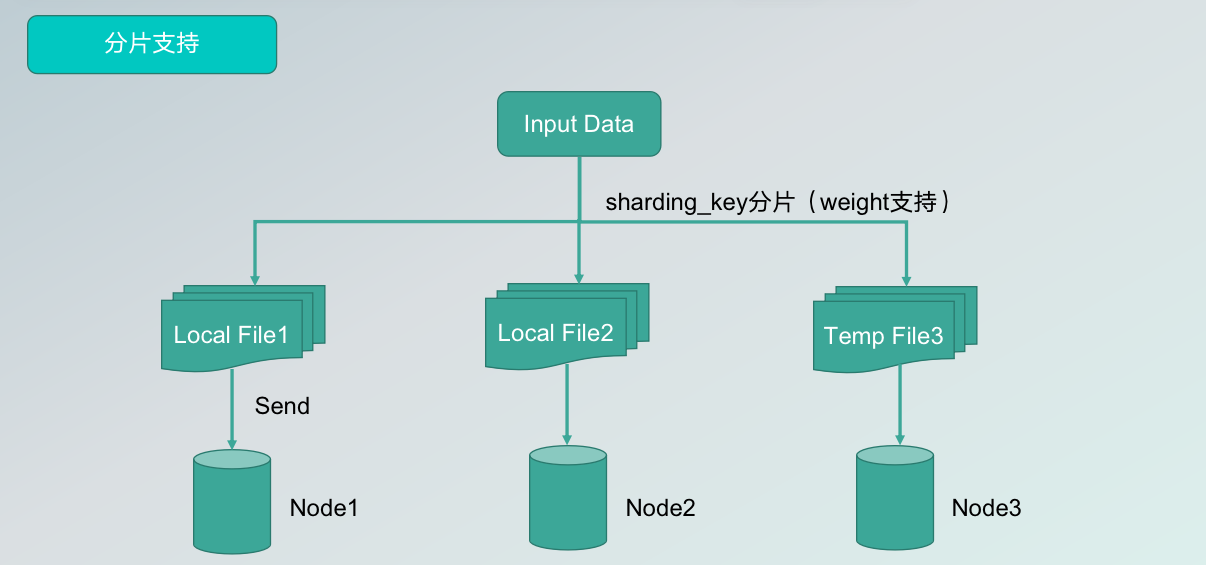 分片支持
Input Data
sharding_key分片（weight支持）
Local File1
Local File2
Temp File3
Send
Node1
Node2
Node3